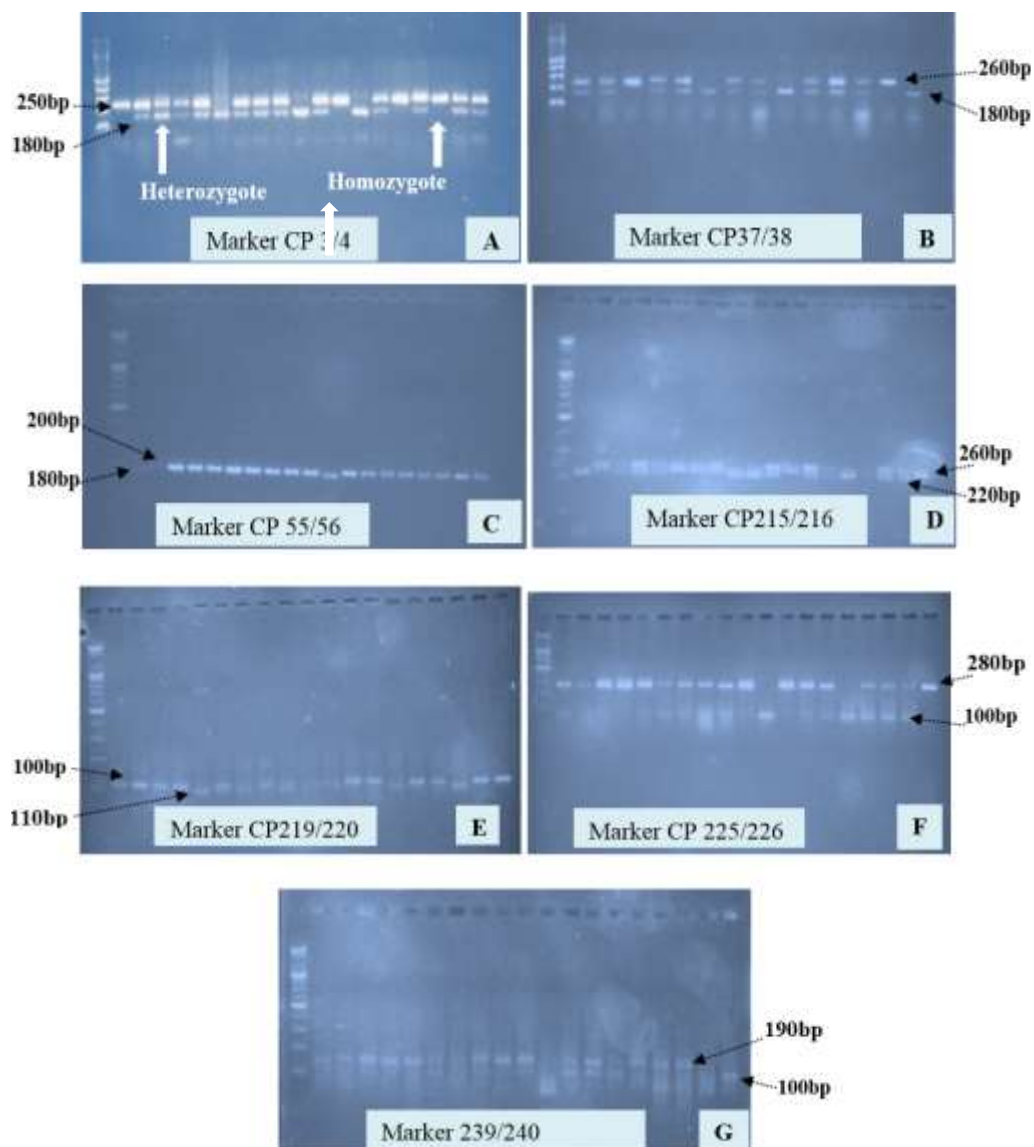 250bp
180bp
Heterozygote
Homozygote
Marker CP 3/4
A
260bp
180bp
Marker CP37/38
B
200bp
180bp
Marker CP 55/56
C
260bp
220bp
Marker CP215/216
D
100bp
110bp
Marker CP219/220
E
280bp
100bp
Marker CP 225/226
F
190bp
100bp
Marker 239/240
G